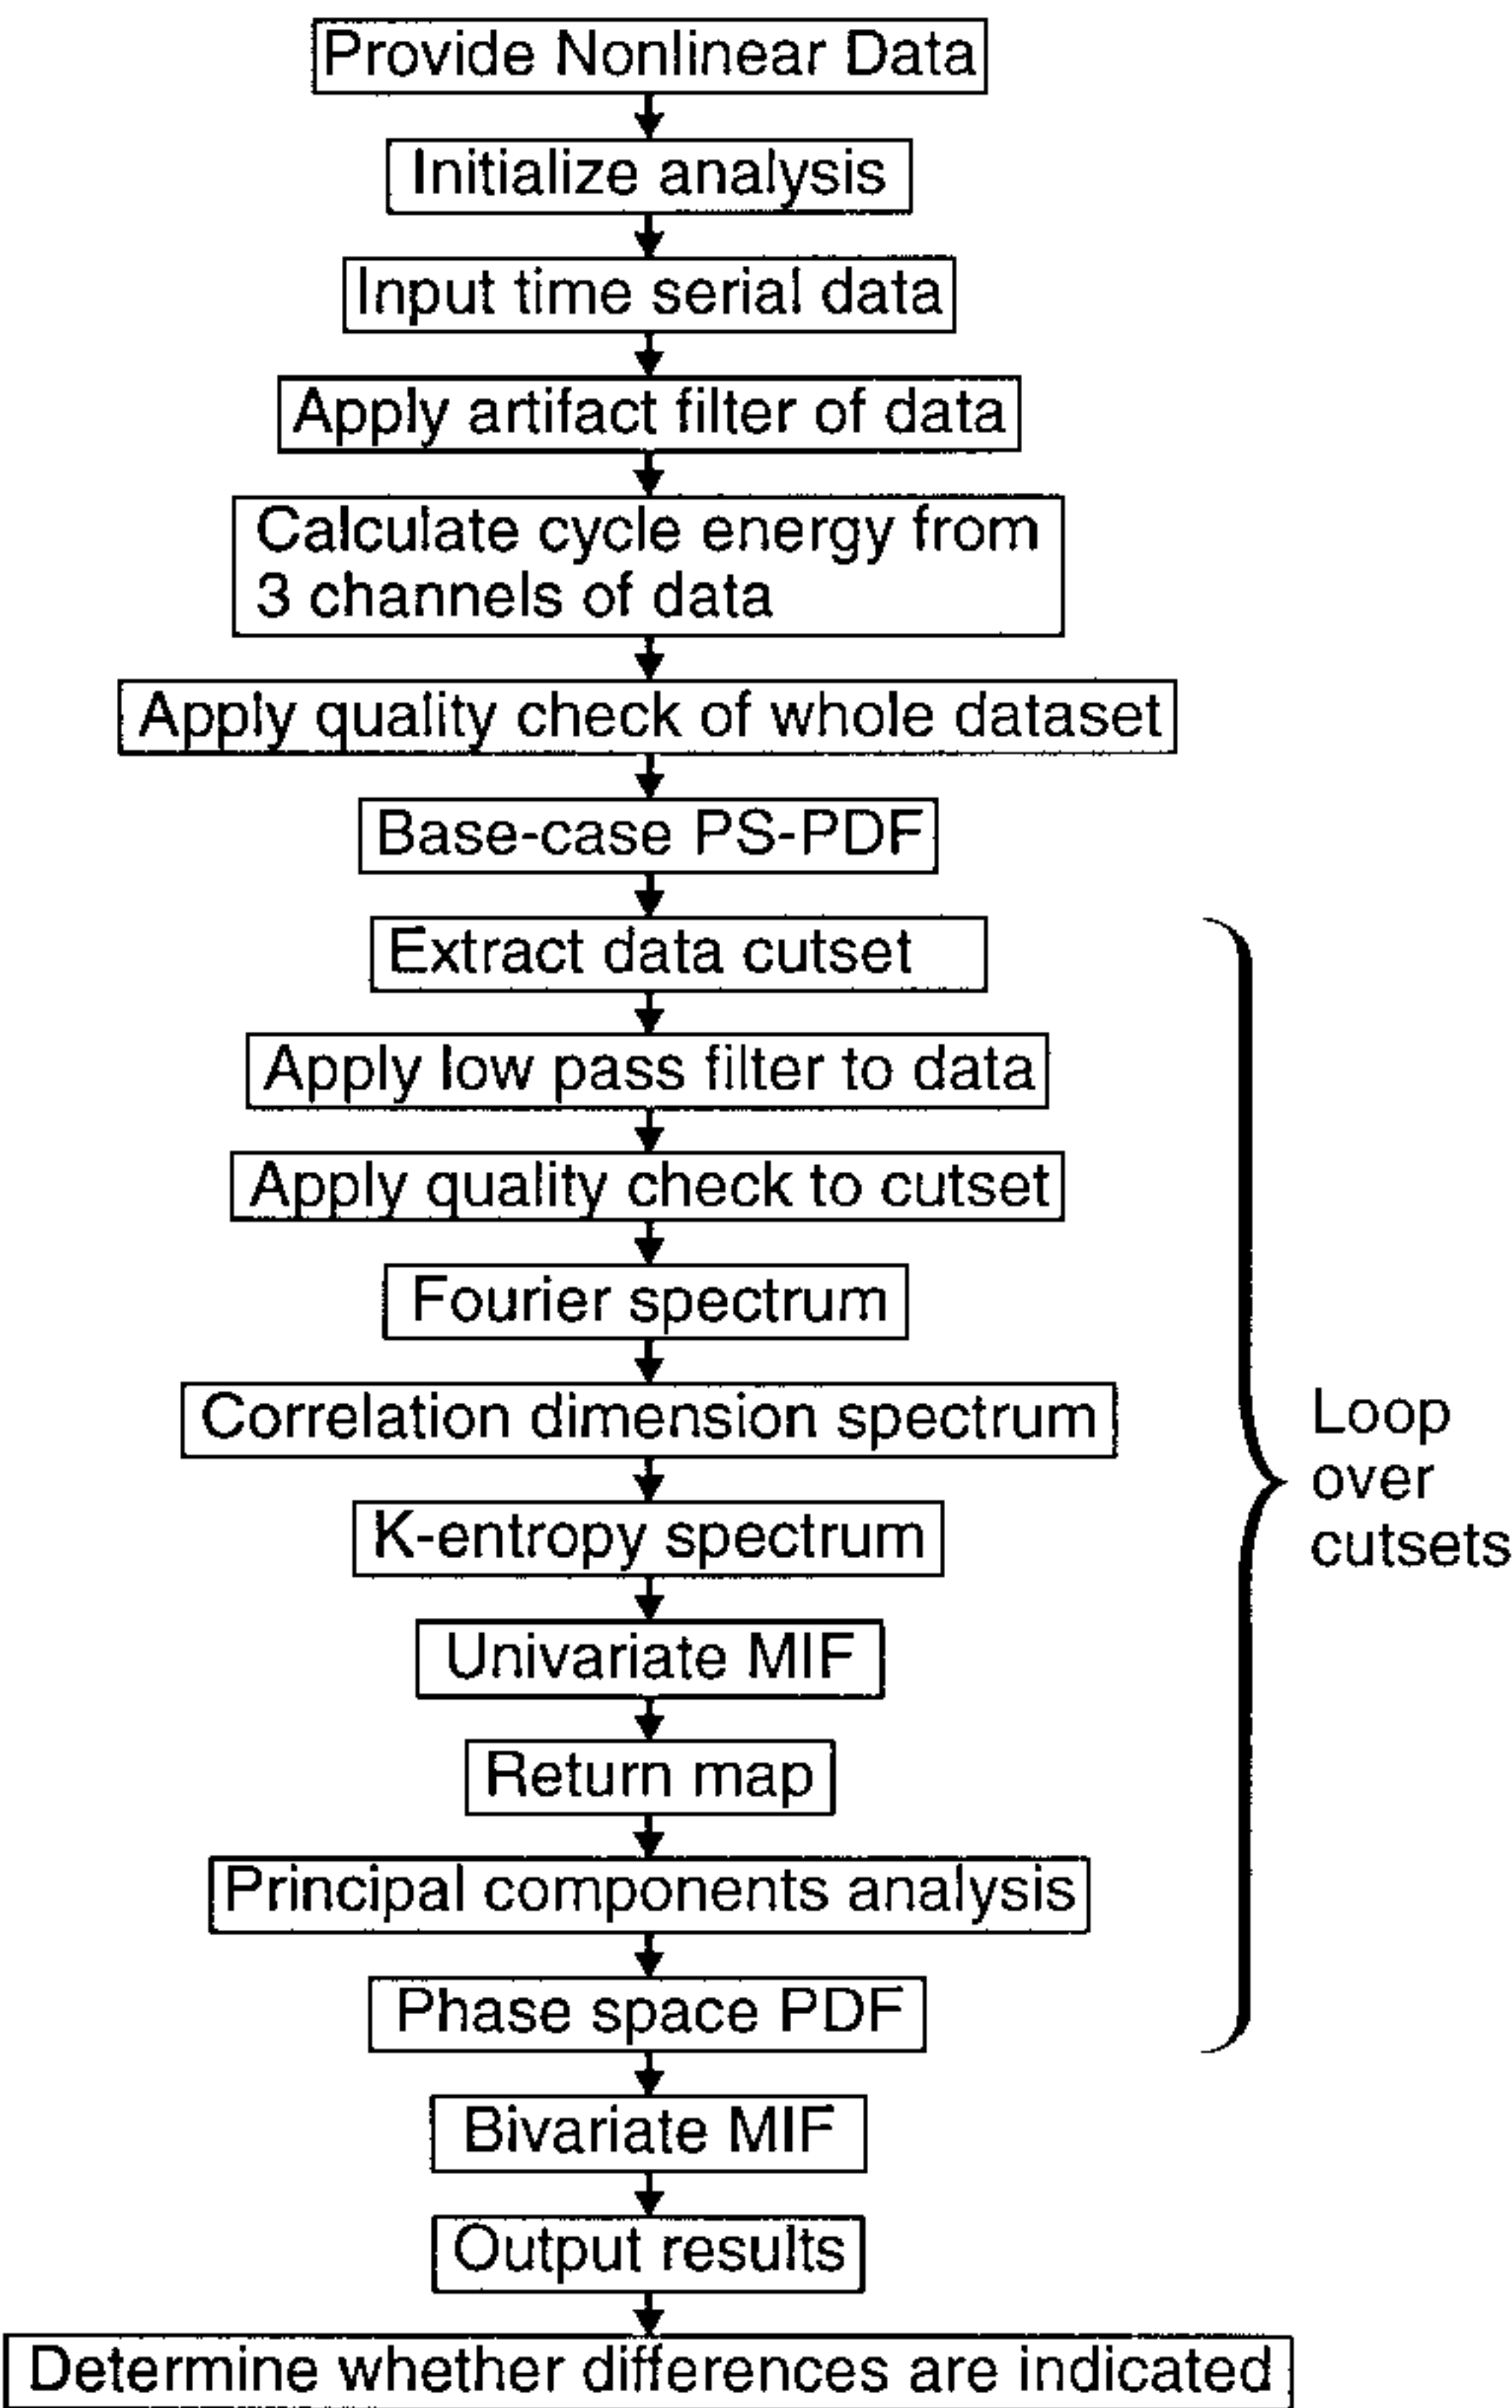 Provide Nonlinear Data
Initialize analysis
Input time serial data
Apply artifact filter of data
Calculate cycle energy from
3 channels of data
Apply quality check of whole dataset
Base-case PS-PDF
Extract data cutset
Apply low pass filter to data
Apply quality check to cutset
Fourier spectrum
Correlation dimension spectrum
K-entropy spectrum
Univariate MIF
Return map
Principal components analysis
Phase space PDF
Loop
over
cutsets
Bivariate MIF
Output results
Determine whether differences are indicated